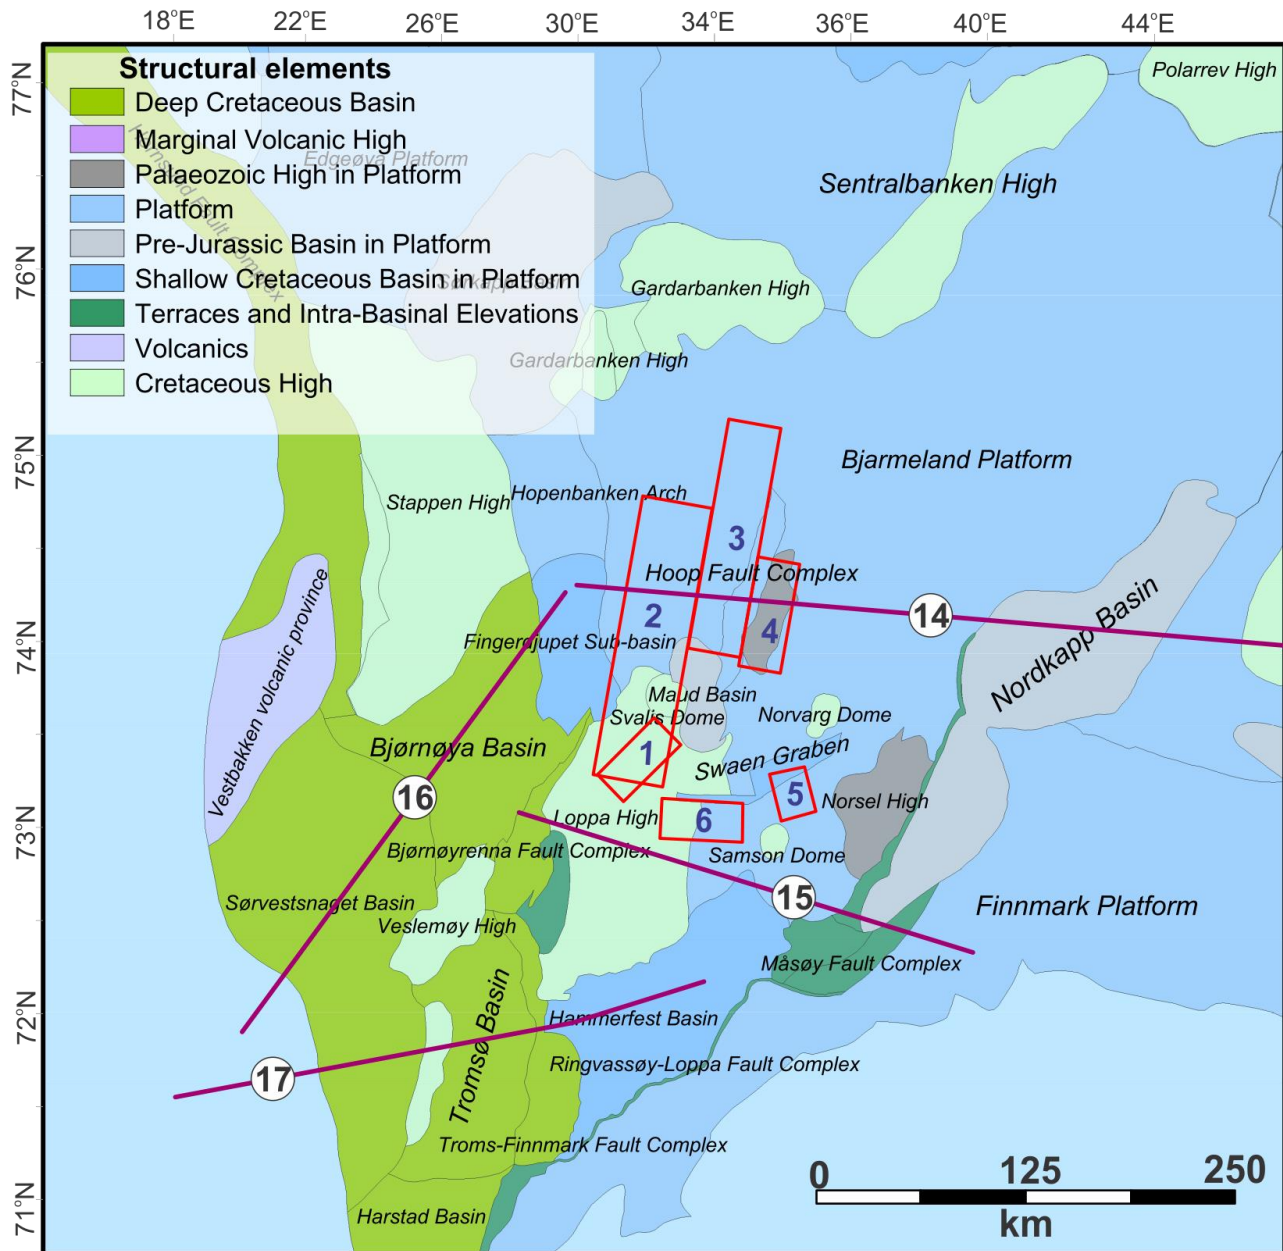 18°E 22°E 26°E 30°E 34°E 36°E 40°E 44°E
77°N
76°N
75°N
74°N
73°N
72°N
71°N
Structural elements
Deep Cretaceous Basin
Marginal Volcanic High
Palaeozoic High in Platform
Platform
Pre-Jurassic Basin in Platform
Shallow Cretaceous Basin in Platform
Terraces and Intra-Basinal Elevations
Volcanics
Cretaceous High
Hornsund Fault Complex
Edgeøya Platform
Sørkapp Basin
Polarrev High
Sentralbanken High
Gardarbanken High
Gardarbanken High
Bjarmeland Platform
Stappen High
Hopenbanken Arch
3
Hoop Fault Complex
2
4
14
Fingerdjupet Sub-basin
Nordkapp Basin
Vestbakken volcanic province
Maud Basin
Svalis Dome
Norvarg Dome
Bjørnøya Basin
1
Swaen Graben
16
5
Norsel High
Loppa High
6
Bjørnøyrenna Fault Complex
Samson Dome
15
Sørvestsnaget Basin
Veslemøy High
Finnmark Platform
Måsøy Fault Complex
Tromsø Basin
Hammerfest Basin
17
Ringvassøy-Loppa Fault Complex
Troms-Finnmark Fault Complex
Harstad Basin
0 125 250
km